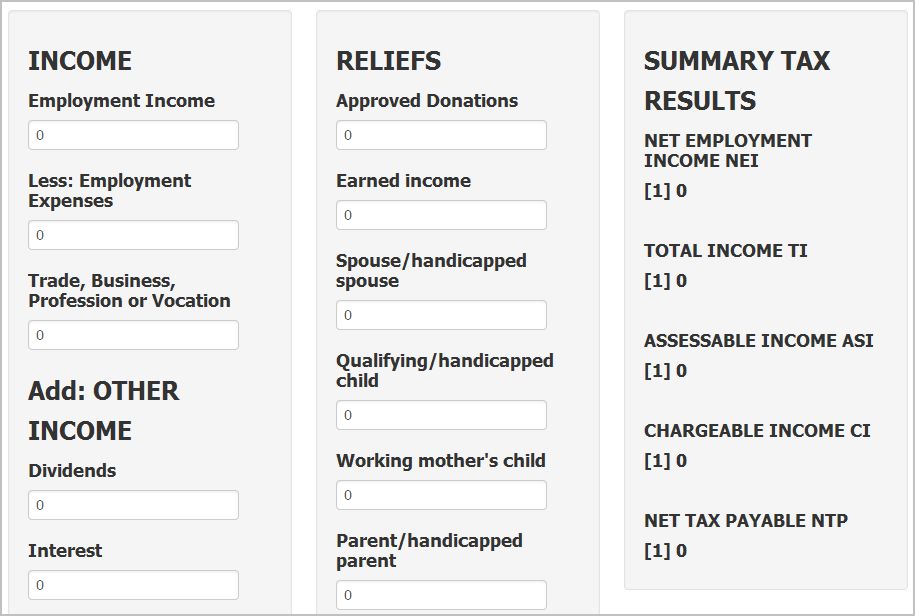 INCOME
Employment Income
0
Less: Employment
Expenses
0
Trade, Business,
Profession or Vocation
0
Add: OTHER
INCOME
Dividends
0
Interest
0
RELIEFS
Approved Donations
0
Earned income
0
Spouse/handicapped
spouse
0
Qualifying/handicapped
child
0
Working mother's child
0
Parent/handicapped
parent
0
SUMMARY TAX
RESULTS
NET EMPLOYMENT
INCOME NEI
[1] 0
TOTAL INCOME TI
[1] 0
ASSESSABLE INCOME ASI
[1] 0
CHARGEABLE INCOME CI
[1] 0
NET TAX PAYABLE NTP
[1] 0